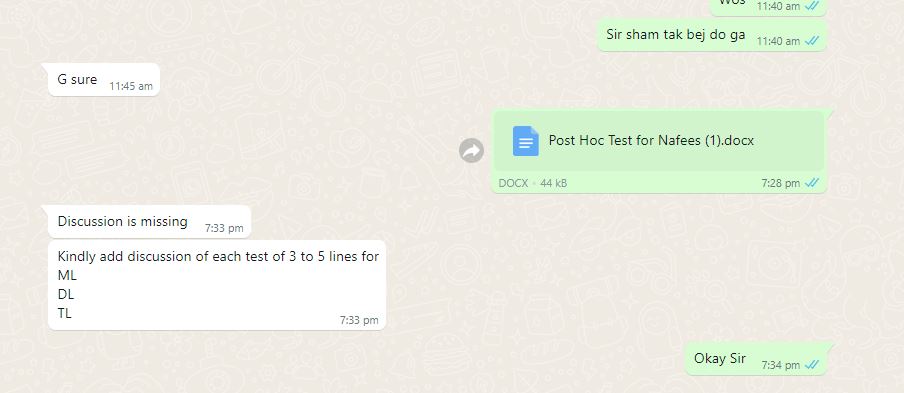 Wos
11:40 am
Sir sham tak bej do ga
11:40 am
G sure
11:45 am
Post Hoc Test for Nafees (1).docx
DOCX • 44 kB
7:28 pm
Discussion is missing
7:33 pm
Kindly add discussion of each test of 3 to 5 lines for
ML
DL
TL
7:33 pm
Okay Sir
7:34 pm